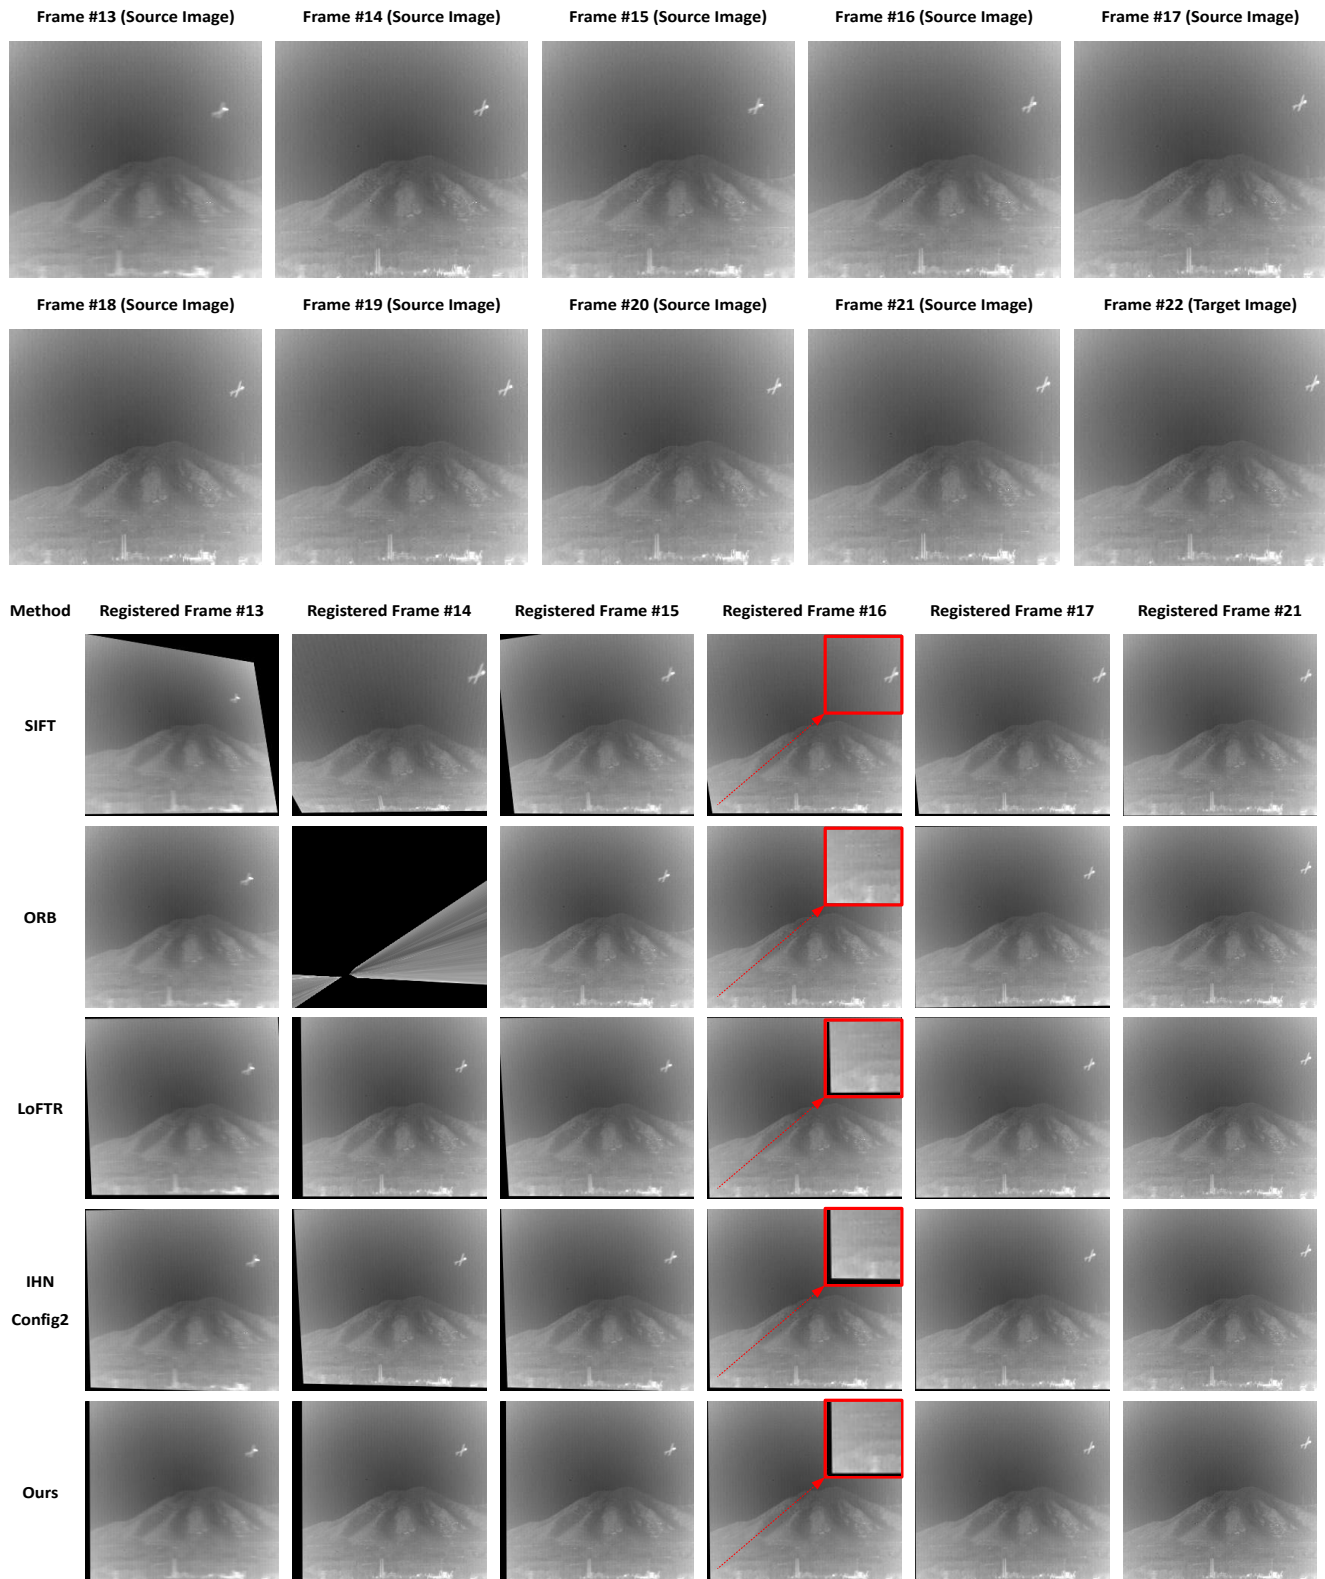 Frame #13 (Source Image) Frame #14 (Source Image) Frame #15 (Source Image) Frame #16 (Source Image) Frame #17 (Source Image)
Frame #18 (Source Image) Frame #19 (Source Image) Frame #20 (Source Image) Frame #21 (Source Image) Frame #22 (Target Image)
Method Registered Frame #13 Registered Frame #14 Registered Frame #15 Registered Frame #16 Registered Frame #17 Registered Frame #21
SIFT
ORB
LoFTR
IHN
Config2
Ours